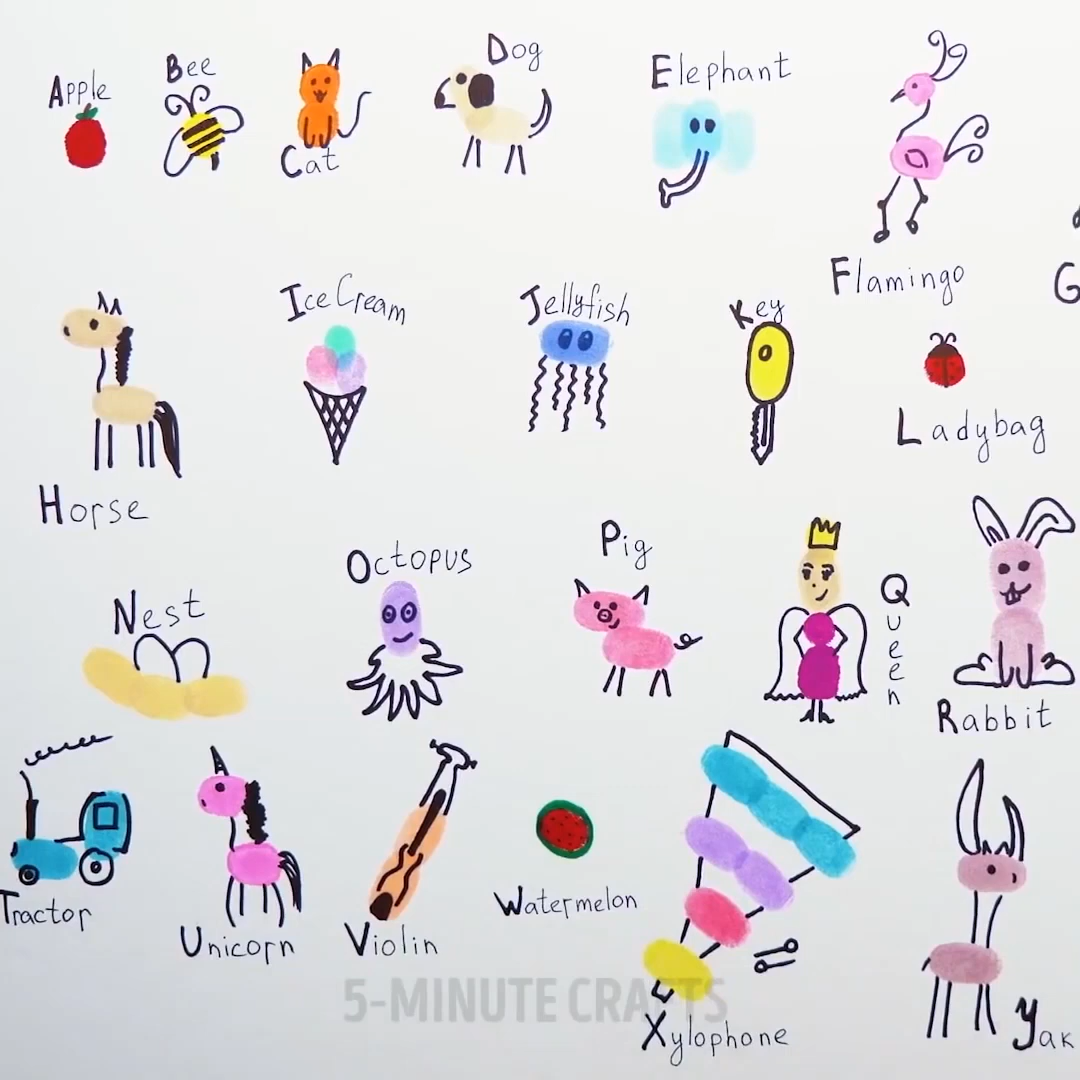 Apple
Bee
Cat
Dog
Elephant
Flamingo
G
Horse
Ice Cream
Jellyfish
Key
Ladybag
Nest
Octopus
Pig
Queen
Rabbit
Tractor
Unicorn
Violin
Watermelon
Xylophone
Yak
5-MINUTE CRAFTS